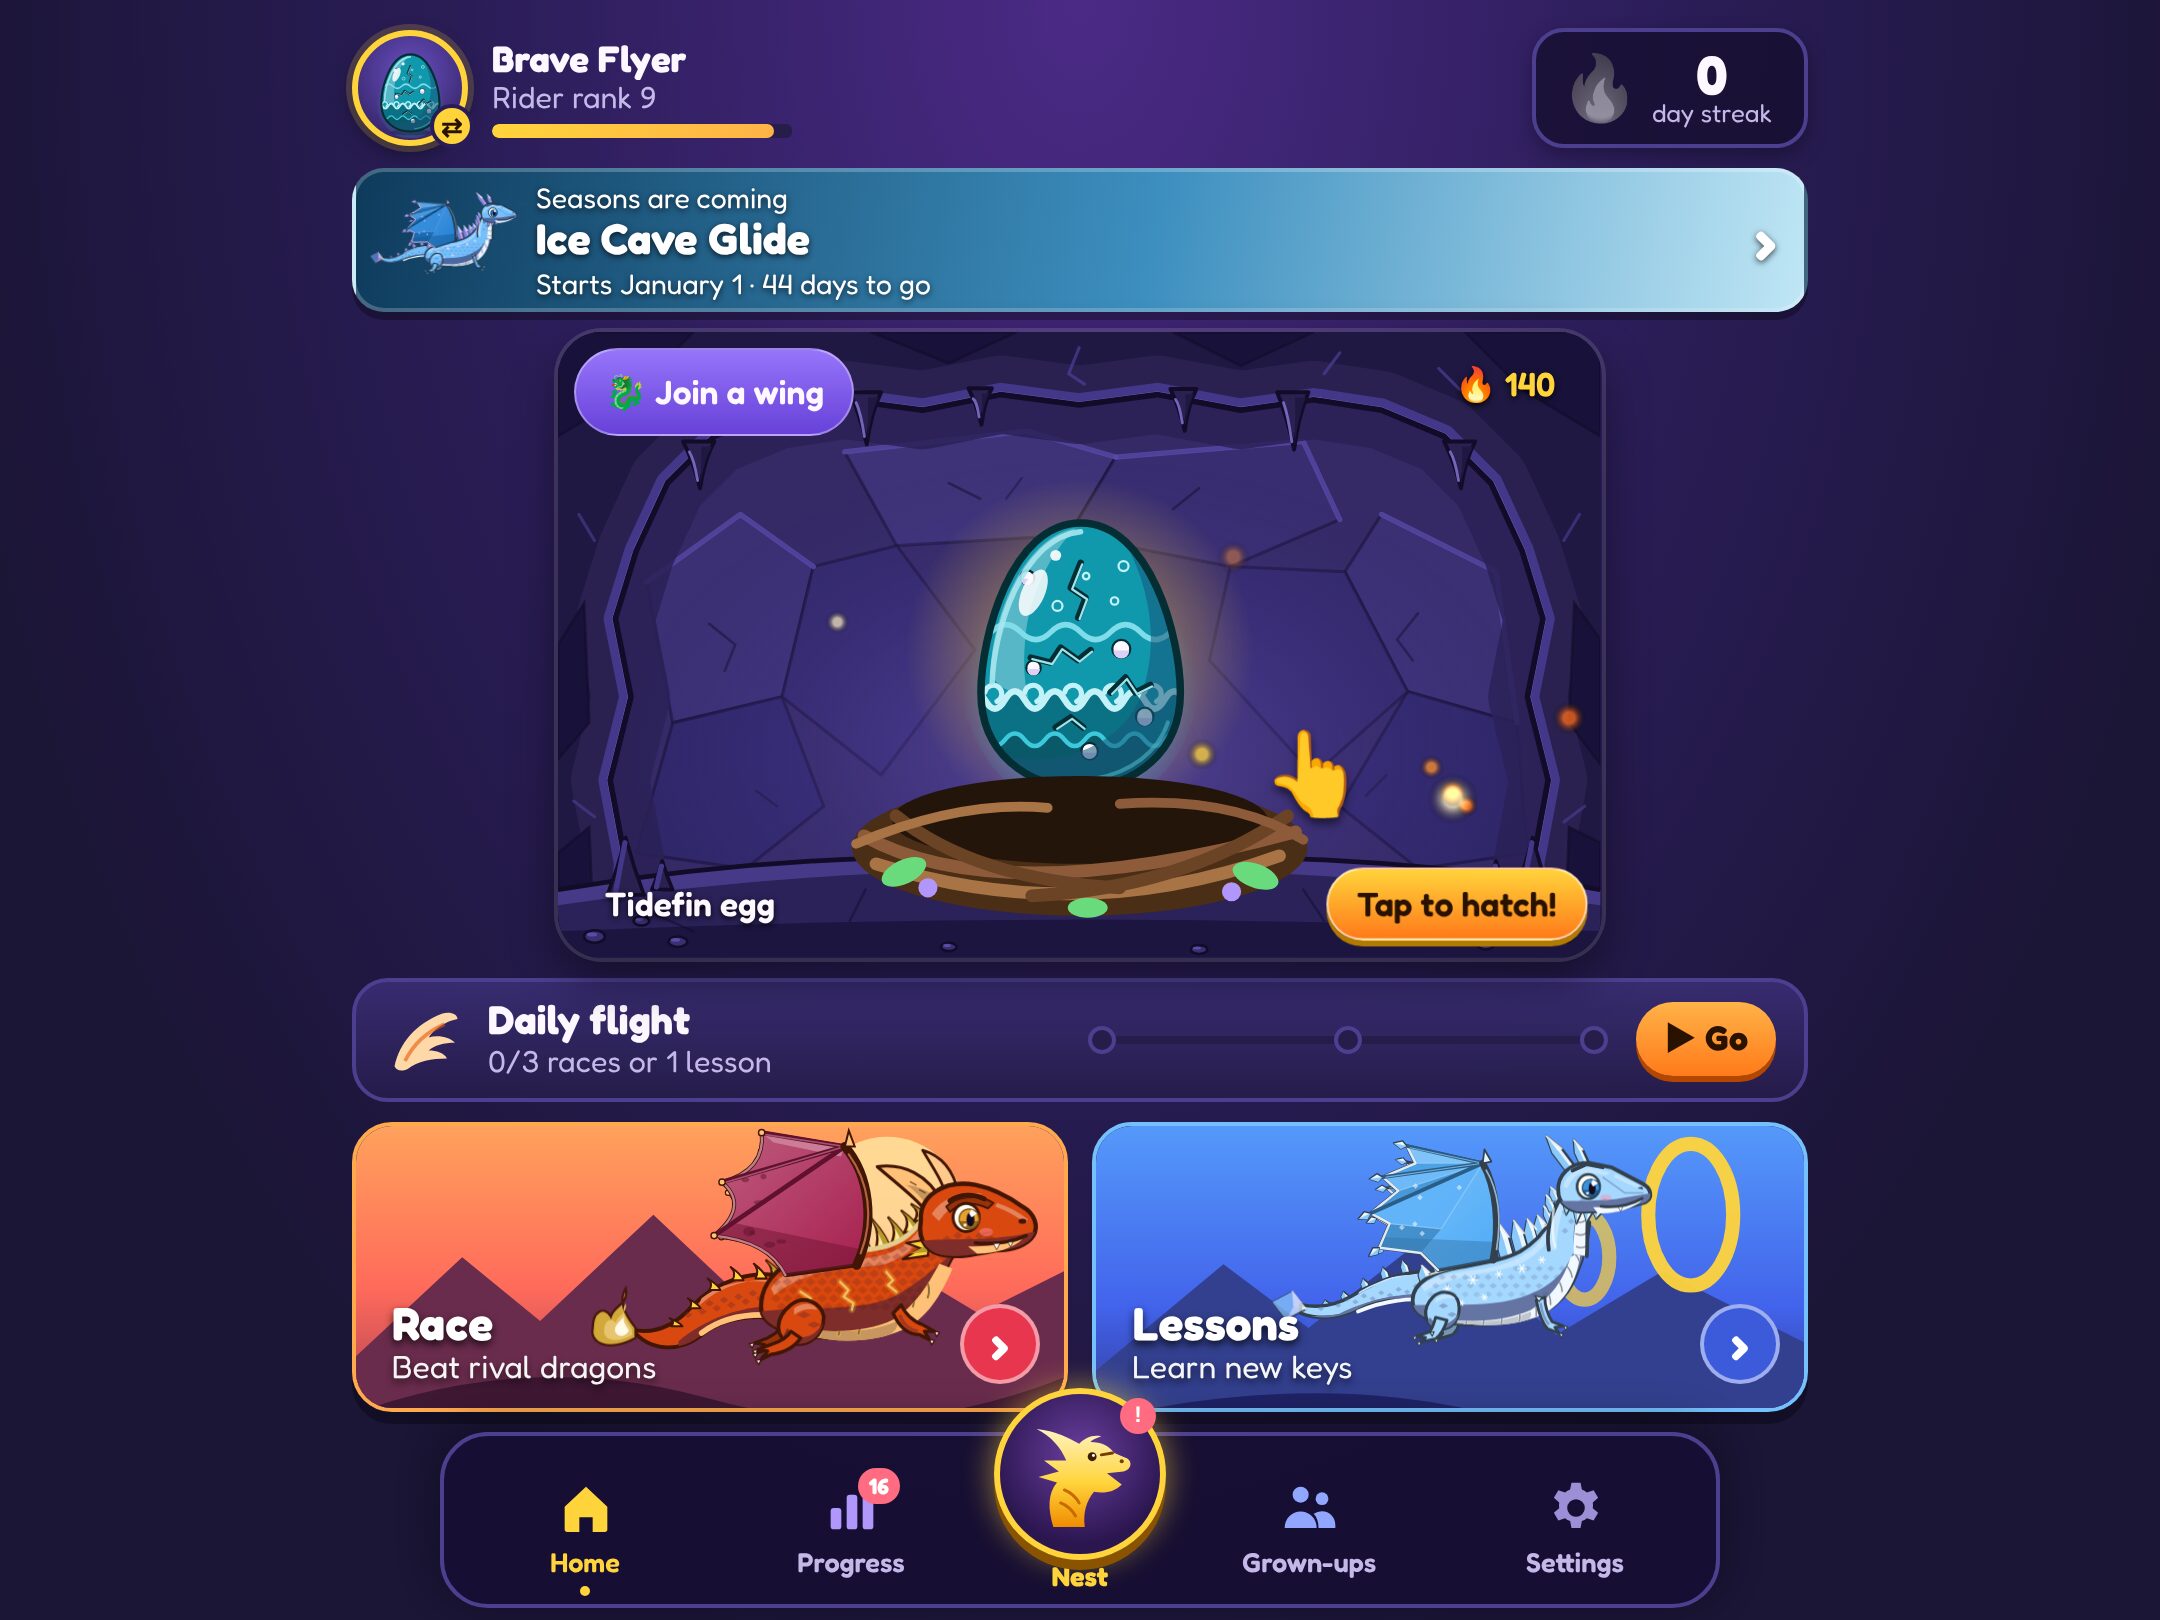 Brave Flyer
Rider rank 9
0
day streak
Seasons are coming
Ice Cave Glide
Starts January 1 · 44 days to go
Join a wing
140
Tidefin egg
Tap to hatch!
Daily flight
0/3 races or 1 lesson
Go
Race
Beat rival dragons
Lessons
Learn new keys
!
16
Home
Progress
Nest
Grown-ups
Settings